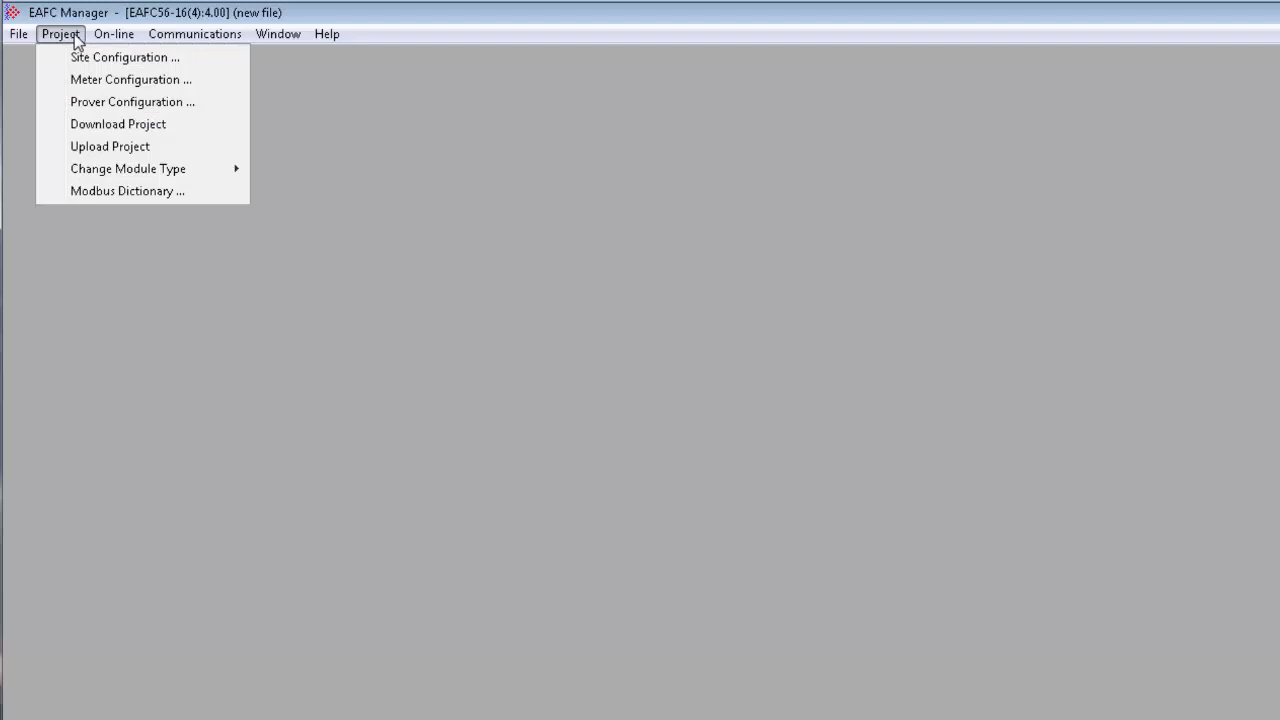 EAFC Manager - [EAFC56-16(4):4.00] (new file)
File Project On-line Communications Window Help
Site Configuration ...
Meter Configuration ...
Prover Configuration ...
Download Project
Upload Project
Change Module Type
Modbus Dictionary ...